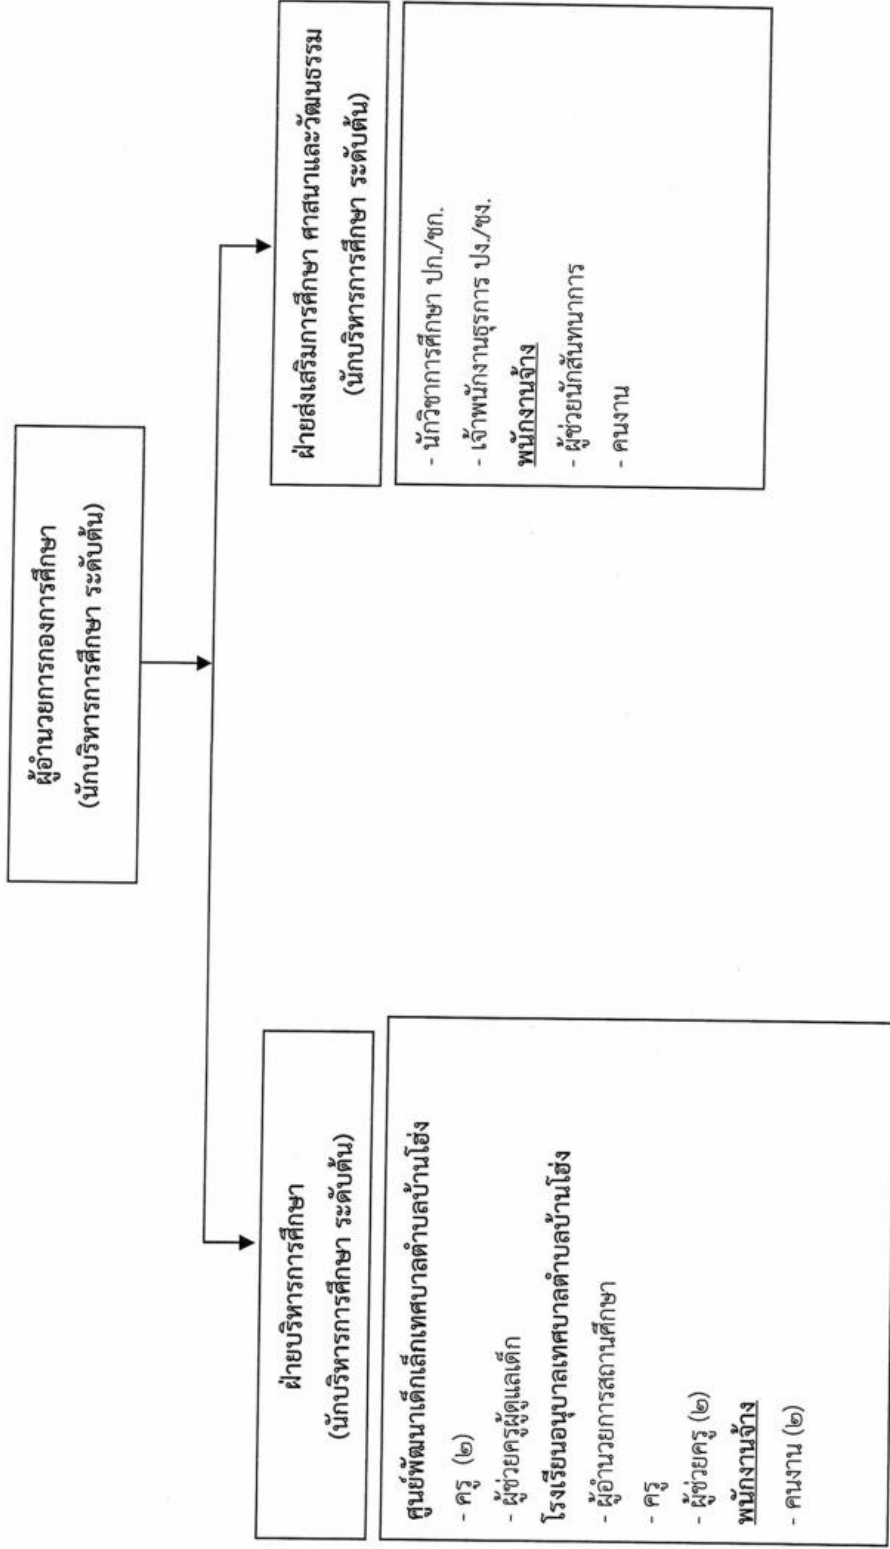 ผู้อำนวยการกองการศึกษา
(นักบริหารการศึกษา ระดับต้น)
ฝ่ายบริหารการศึกษา
(นักบริหารการศึกษา ระดับต้น)
ศูนย์พัฒนาเด็กเล็กเทศบาลตำบลบ้านโฮ่ง
- ครู (๒)
- ผู้ช่วยครูผู้ดูแลเด็ก
โรงเรียนอนุบาลเทศบาลตำบลบ้านโฮ่ง
- ผู้อำนวยการสถานศึกษา
- ครู
- ผู้ช่วยครู (๒)
พนักงานจ้าง
- คนงาน (๒)
ฝ่ายส่งเสริมการศึกษา ศาสนาและวัฒนธรรม
(นักบริหารการศึกษา ระดับต้น)
- นักวิชาการศึกษา ปก./ชก.
- เจ้าพนักงานธุรการ ปง./ชง.
พนักงานจ้าง
- ผู้ช่วยนักสันทนาการ
- คนงาน